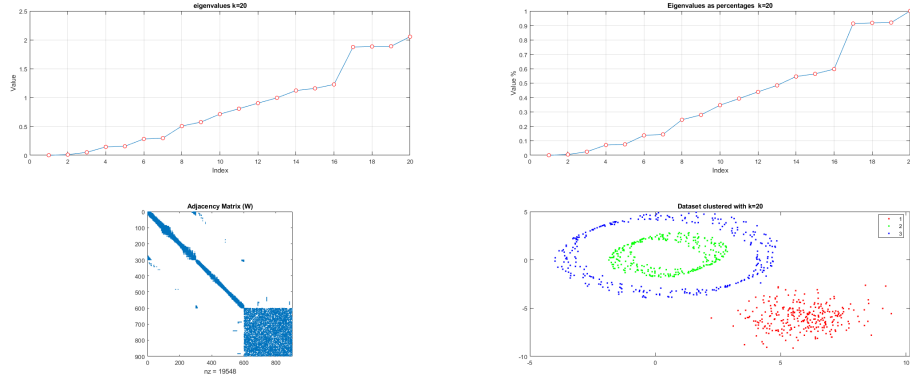 eigenvalues k=20
2.5
2
1.5
1
0.5
0
Value
0 2 4 6 8 10 12 14 16 18 20
Index
Eigenvalues as percentages k=20
1
0.9
0.8
0.7
0.6
0.5
0.4
0.3
0.2
0.1
0
Value %
0 2 4 6 8 10 12 14 16 18 20
Index
Adjacency Matrix (W)
0
100
200
300
400
500
600
700
800
900
0 200 400 600 800
nz = 19548
Dataset clustered with k=20
5
0
-5
-10
-5 0 5 10
1
2
3